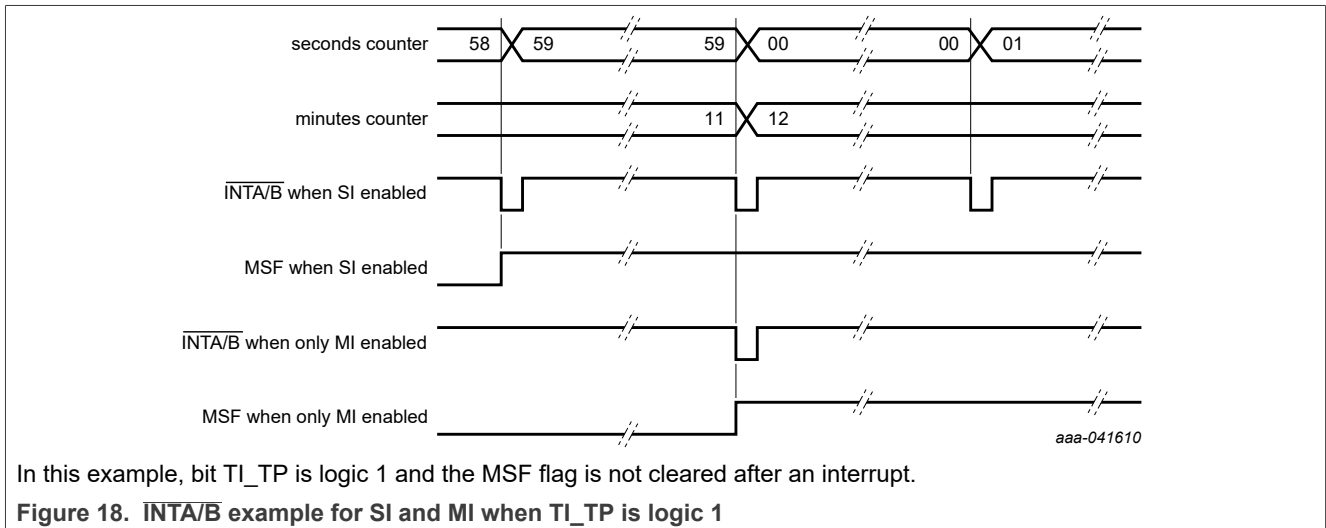 seconds counter 58 59 59 00 00 01
minutes counter 11 12
INTA/B when SI enabled
MSF when SI enabled
INTA/B when only MI enabled
MSF when only MI enabled
aaa-041610
In this example, bit TI_TP is logic 1 and the MSF flag is not cleared after an interrupt.
Figure 18. INTA/B example for SI and MI when TI_TP is logic 1